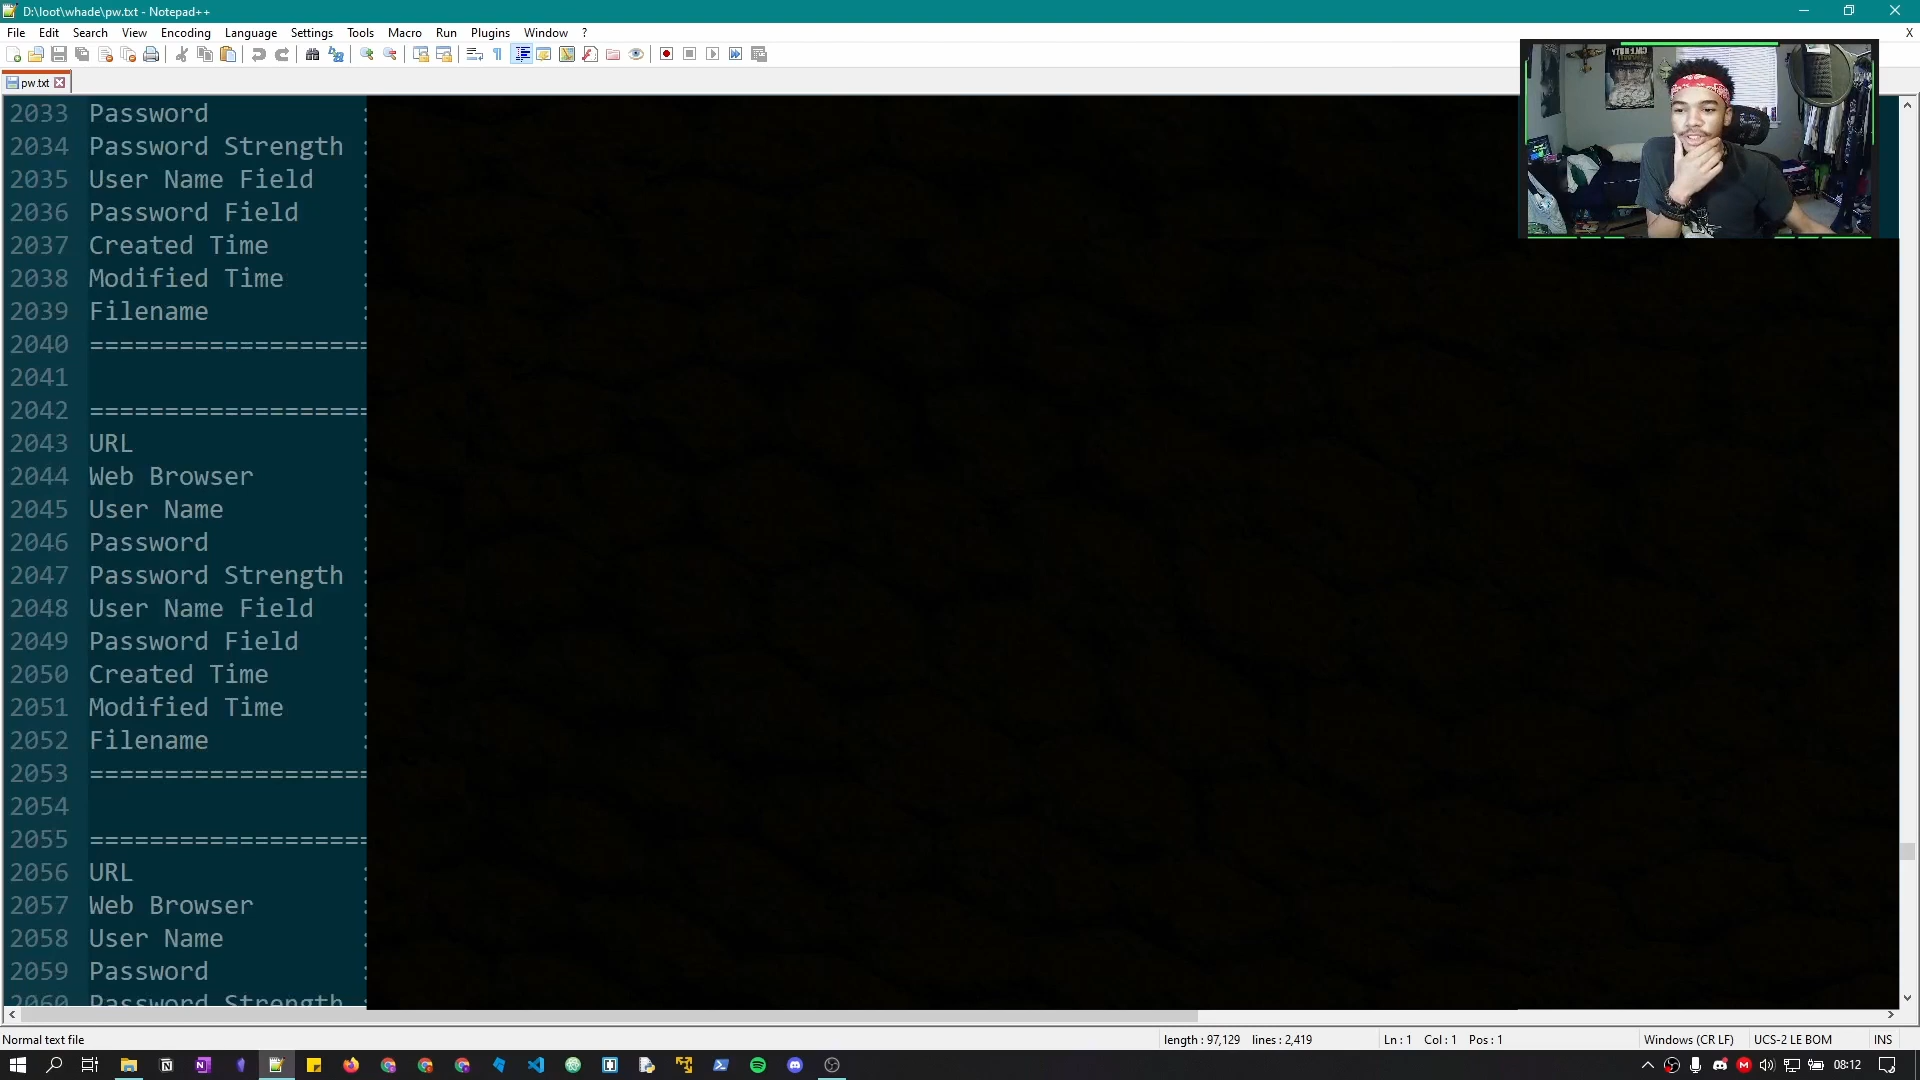 D:\loot\whade\pw.txt - Notepad++
File Edit Search View Encoding Language Settings Tools Macro Run Plugins Window ? X
pw.txt
2033 Password :
2034 Password Strength :
2035 User Name Field :
2036 Password Field :
2037 Created Time :
2038 Modified Time :
2039 Filename :
2040 ===================
2041
2042 ===================
2043 URL :
2044 Web Browser :
2045 User Name :
2046 Password :
2047 Password Strength :
2048 User Name Field :
2049 Password Field :
2050 Created Time :
2051 Modified Time :
2052 Filename :
2053 ===================
2054
2055 ===================
2056 URL :
2057 Web Browser :
2058 User Name :
2059 Password :
2060 Password Strength :
Normal text file length : 97,129 lines : 2,419 Ln : 1 Col : 1 Pos : 1 Windows (CR LF) UCS-2 LE BOM INS
08:12